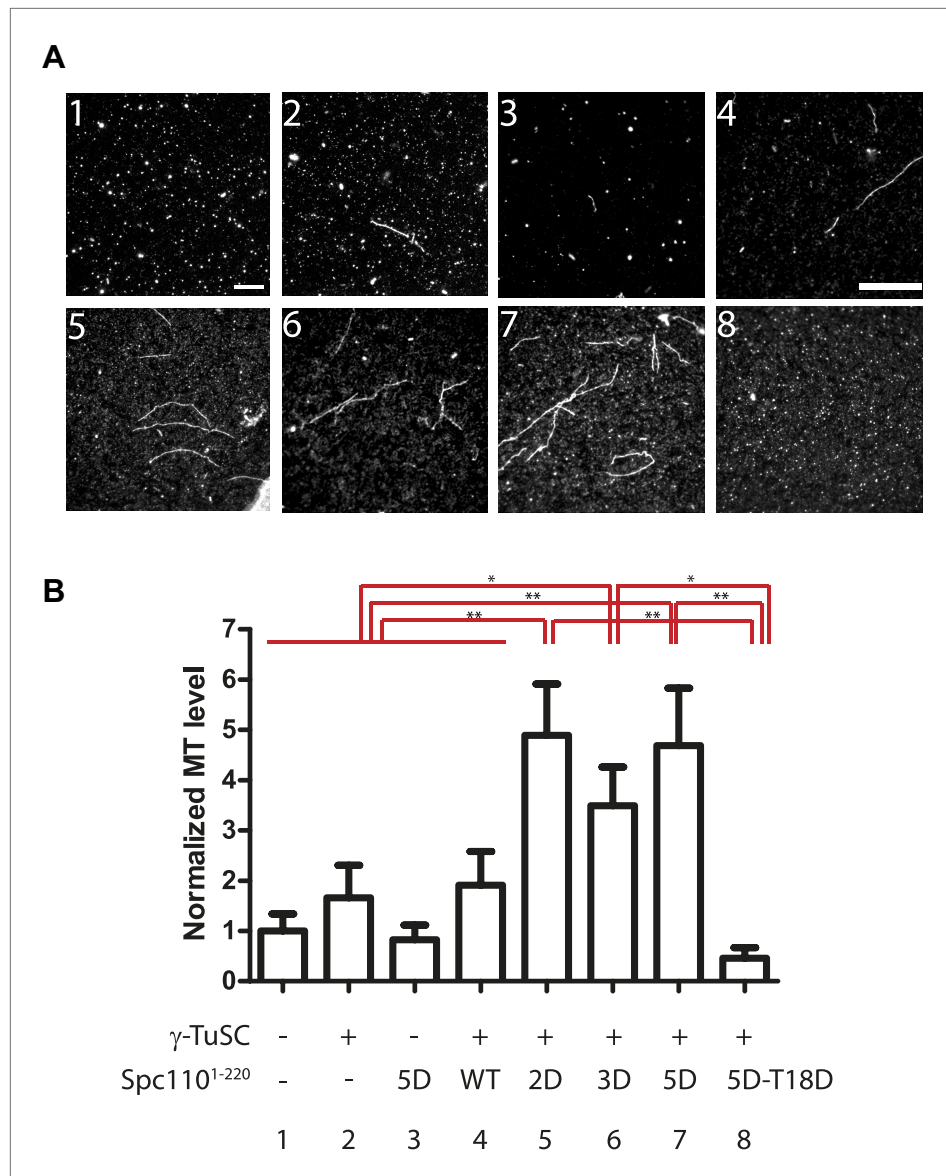 A
1 2 3 4
5 6 7 8
B
* *
** **
** **
Normalized MT level
7
6
5
4
3
2
1
0
γ-TuSC - + - + + + + +
Spc110¹⁻²²⁰ - - 5D WT 2D 3D 5D 5D-T18D
1 2 3 4 5 6 7 8